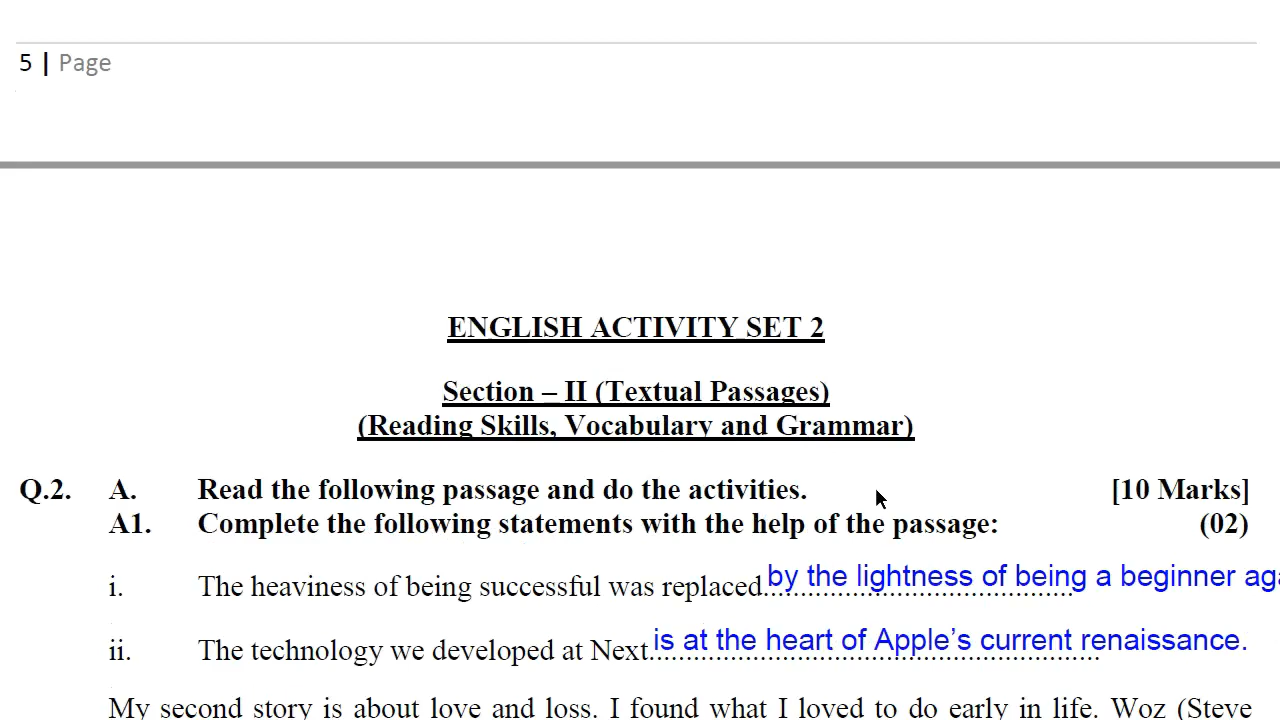 5 | Page
ENGLISH ACTIVITY SET 2
Section – II (Textual Passages)
(Reading Skills, Vocabulary and Grammar)
Q.2. A. Read the following passage and do the activities. [10 Marks]
A1. Complete the following statements with the help of the passage: (02)
i. The heaviness of being successful was replaced by the lightness of being a beginner
ii. The technology we developed at Next is at the heart of Apple’s current renaissance.
My second story is about love and loss. I found what I loved to do early in life. Woz (Steve